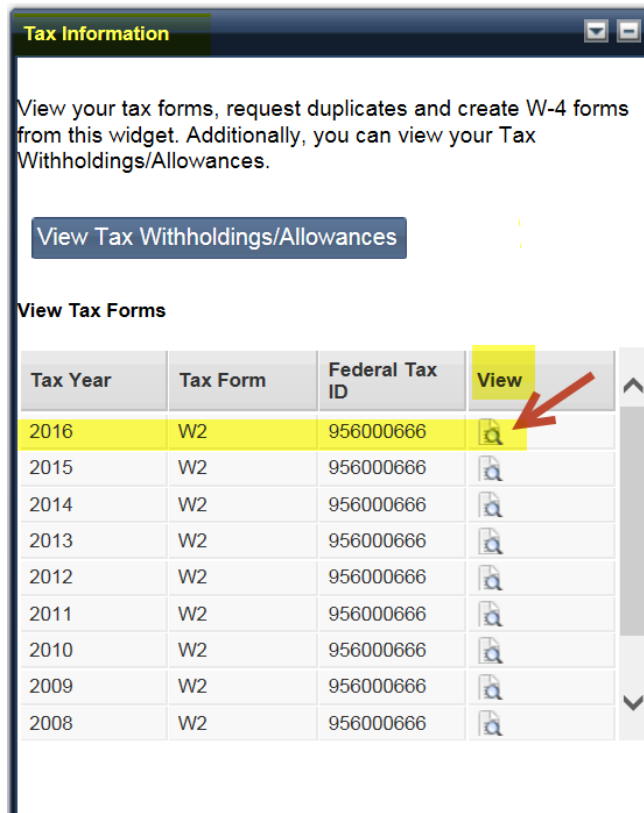 Tax Information
View your tax forms, request duplicates and create W-4 forms
from this widget. Additionally, you can view your Tax
Withholdings/Allowances.
View Tax Withholdings/Allowances
View Tax Forms
Tax Year Tax Form Federal Tax ID View
2016 W2 956000666
2015 W2 956000666
2014 W2 956000666
2013 W2 956000666
2012 W2 956000666
2011 W2 956000666
2010 W2 956000666
2009 W2 956000666
2008 W2 956000666